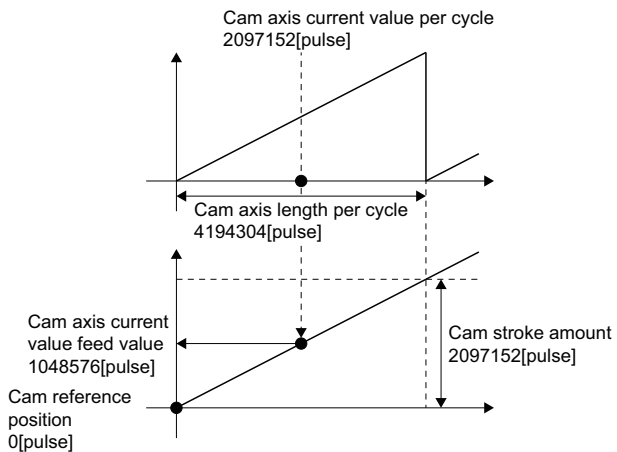 Cam axis current value per cycle
2097152[pulse]
Cam axis length per cycle
4194304[pulse]
Cam axis current
value feed value
1048576[pulse]
Cam stroke amount
2097152[pulse]
Cam reference
position
0[pulse]